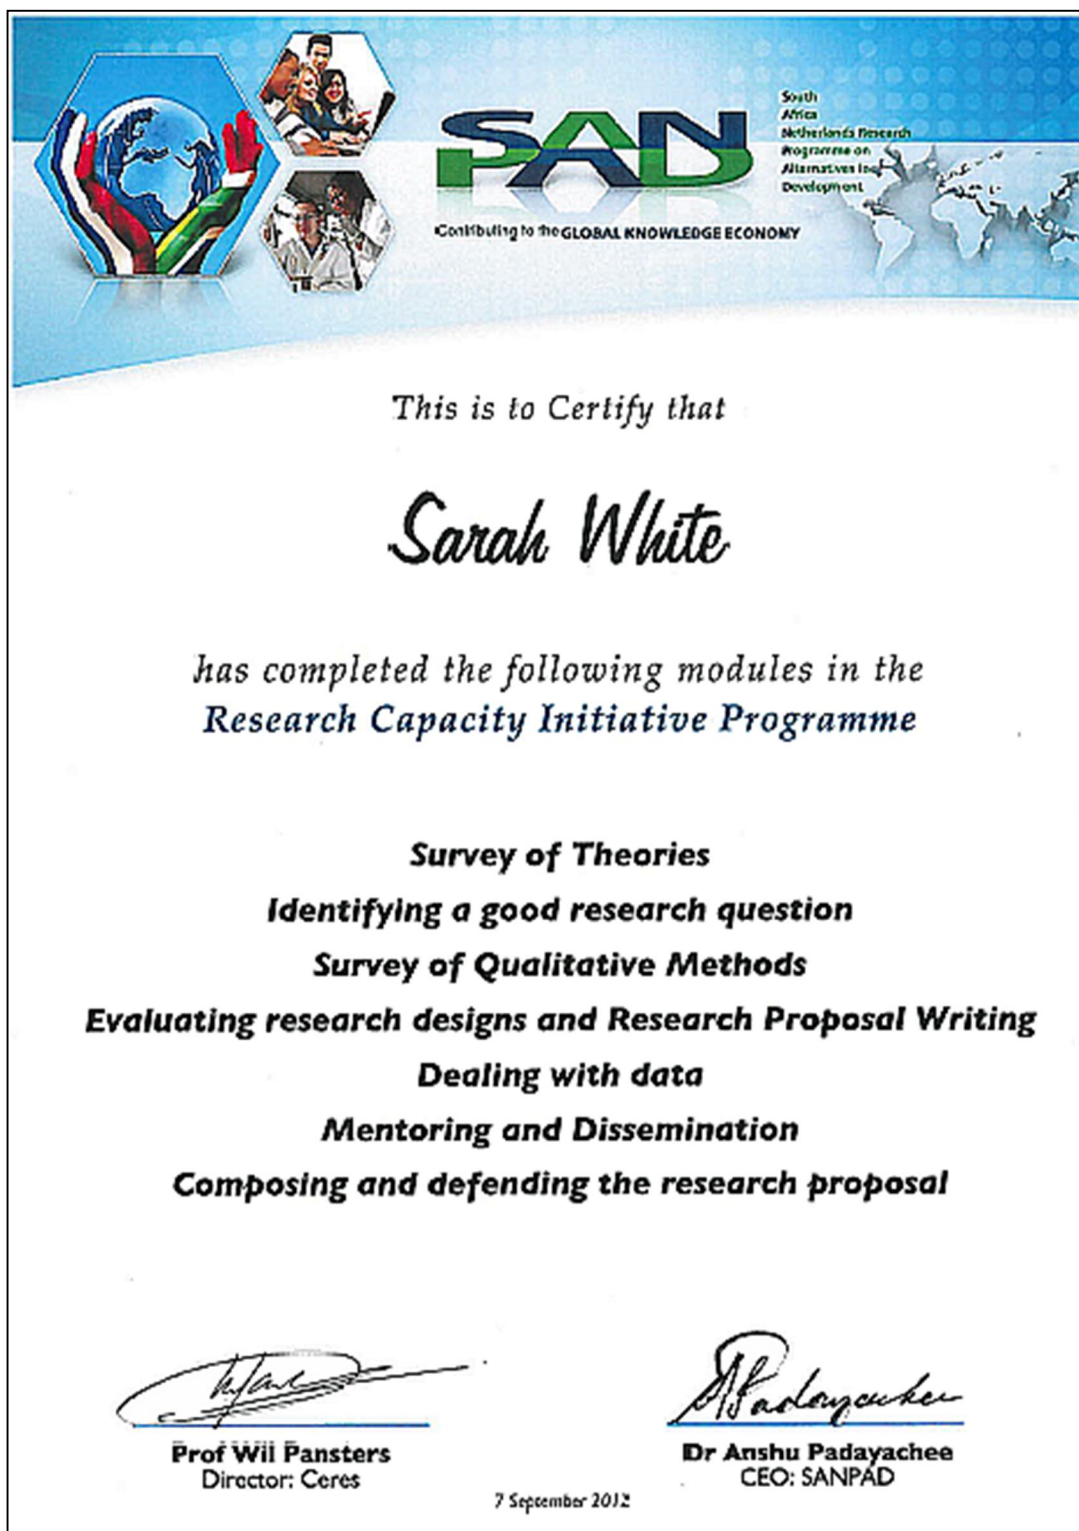 SANPAD
South
Africa
Netherlands Research
Programme on
Alternatives in
Development
Contributing to the GLOBAL KNOWLEDGE ECONOMY
This is to Certify that
Sarah White
has completed the following modules in the
Research Capacity Initiative Programme
Survey of Theories
Identifying a good research question
Survey of Qualitative Methods
Evaluating research designs and Research Proposal Writing
Dealing with data
Mentoring and Dissemination
Composing and defending the research proposal
Prof Wil Pansters
Director: Ceres
Dr Anshu Padayachee
CEO: SANPAD
7 September 2012